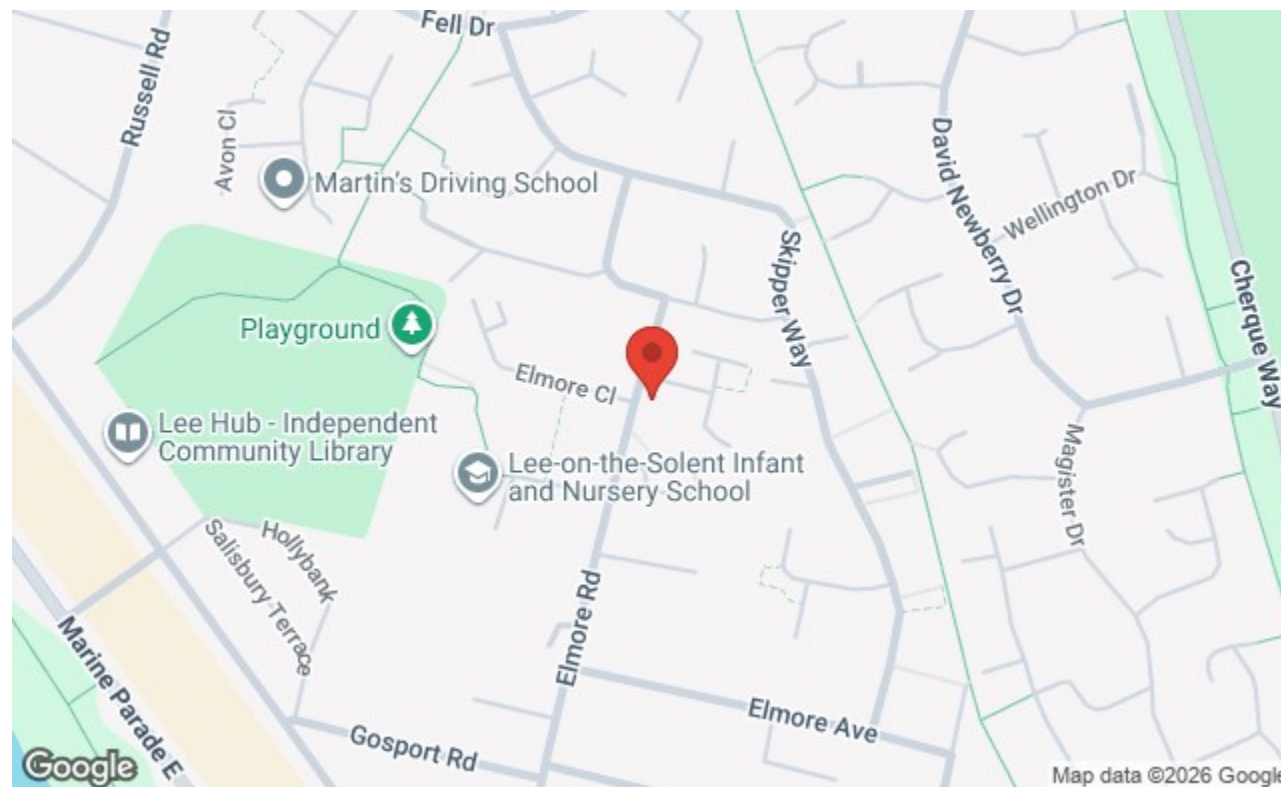 Fell Dr
Russell Rd
Avon Cl
Martin's Driving School
David Newberry Dr
Wellington Dr
Skipper Way
Cherque Way
Playground
Elmore Cl
Lee Hub - Independent
Community Library
Lee-on-the-Solent Infant
and Nursery School
Magister Dr
Hollybank
Salisbury Terrace
Elmore Rd
Marine Parade E
Elmore Ave
Gosport Rd
Google
Map data ©2026 Google